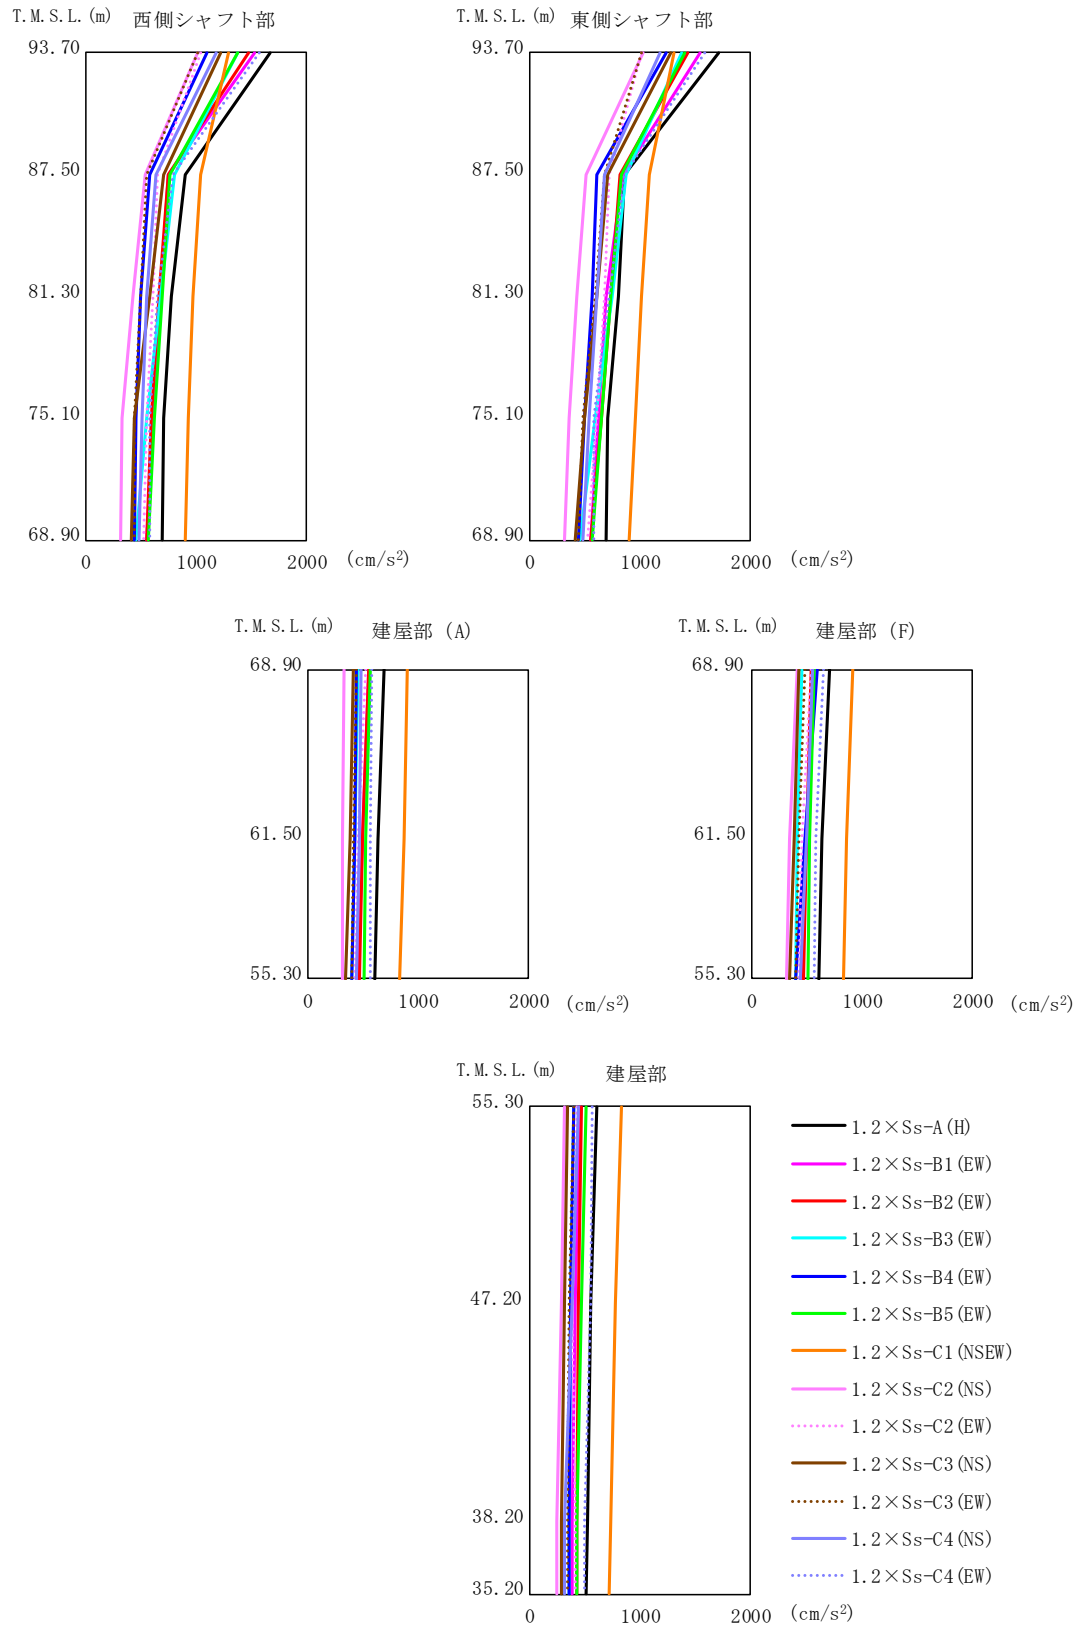 T.M.S.L.(m) 西側シャフト部
93.70
87.50
81.30
75.10
68.90
0 1000 2000 (cm/s²)
T.M.S.L.(m) 東側シャフト部
93.70
87.50
81.30
75.10
68.90
0 1000 2000 (cm/s²)
T.M.S.L.(m) 建屋部 (A)
68.90
61.50
55.30
0 1000 2000 (cm/s²)
T.M.S.L.(m) 建屋部 (F)
68.90
61.50
55.30
0 1000 2000 (cm/s²)
T.M.S.L.(m) 建屋部
55.30
47.20
38.20
35.20
0 1000 2000 (cm/s²)
1.2×Ss-A(H)
1.2×Ss-B1(EW)
1.2×Ss-B2(EW)
1.2×Ss-B3(EW)
1.2×Ss-B4(EW)
1.2×Ss-B5(EW)
1.2×Ss-C1(NSEW)
1.2×Ss-C2(NS)
1.2×Ss-C2(EW)
1.2×Ss-C3(NS)
1.2×Ss-C3(EW)
1.2×Ss-C4(NS)
1.2×Ss-C4(EW)